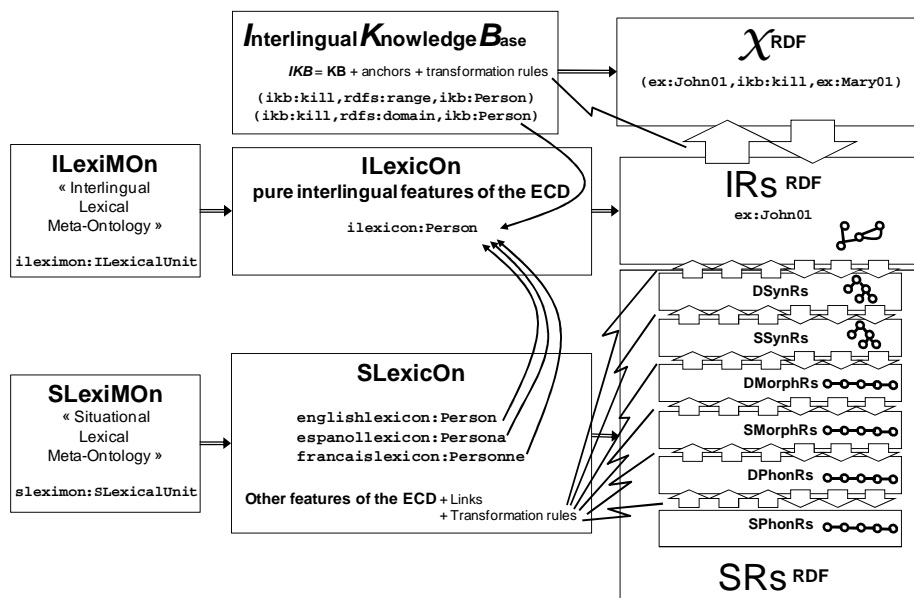 Interlingual Knowledge Base
IKB = KB + anchors + transformation rules
(ikb:kill,rdfs:range,ikb:Person)
(ikb:kill,rdfs:domain,ikb:Person)
X RDF
(ex:John01,ikb:kill,ex:Mary01)
ILexiMOn
« Interlingual
Lexical
Meta-Ontology »
ileximon:ILexicalUnit
ILexicOn
pure interlingual features of the ECD
ilexicon:Person
IRs RDF
ex:John01
SLexiMOn
« Situational
Lexical
Meta-Ontology »
sleximon:SLexicalUnit
SLexicOn
englishlexicon:Person
espanollexicon:Persona
francaislexicon:Personne
Other features of the ECD + Links
+ Transformation rules
DSynRs
SSynRs
DMorphRs
SMorphRs
DPhonRs
SPhonRs
SRs RDF